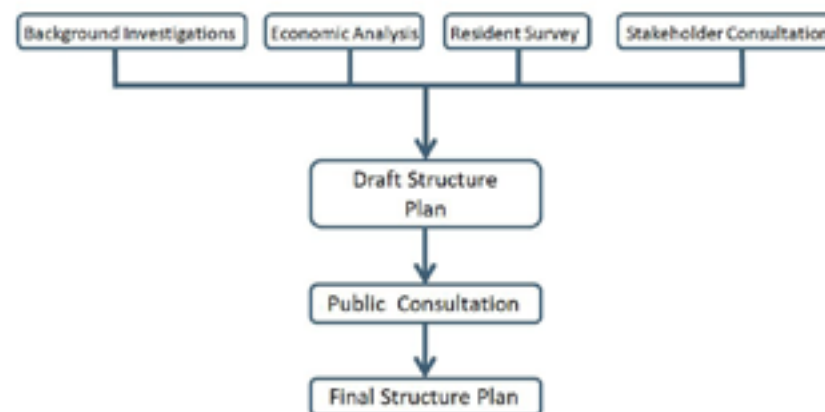 Background Investigations
Economic Analysis
Resident Survey
Stakeholder Consultation
Draft Structure
Plan
Public Consultation
Final Structure Plan